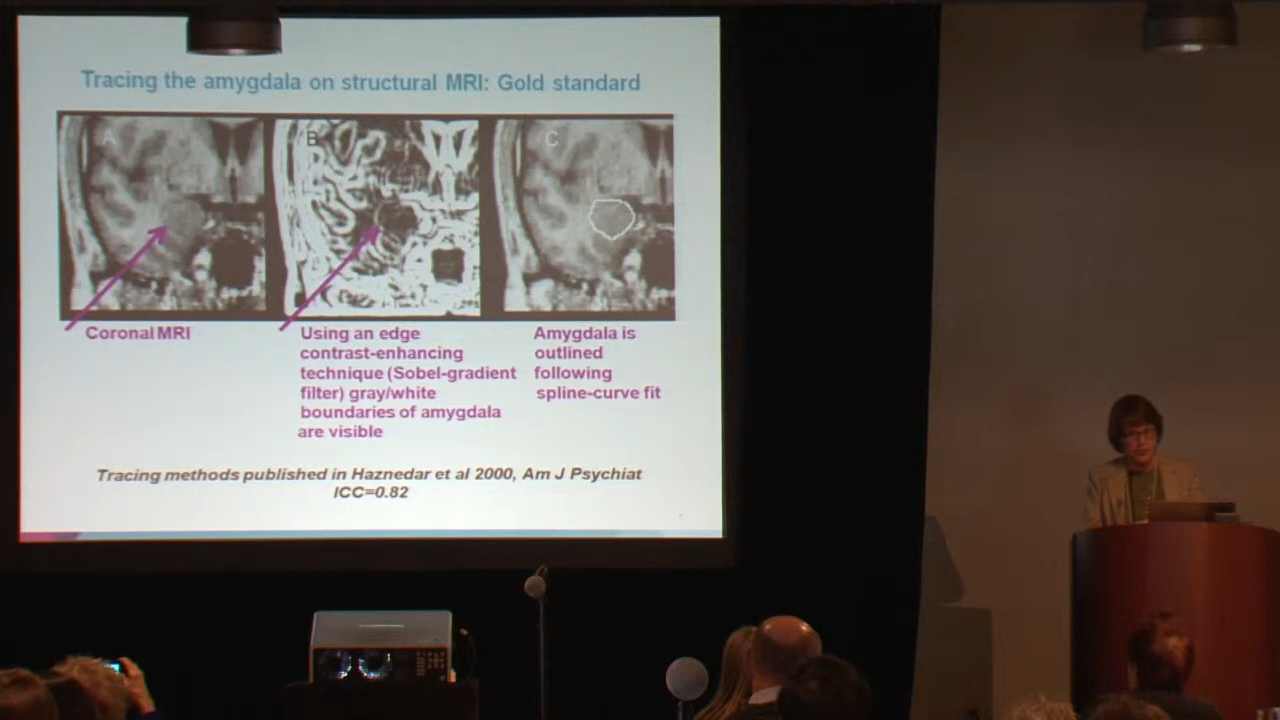 Tracing the amygdala on structural MRI: Gold standard
A
B
C
Coronal MRI
Using an edge
contrast-enhancing
technique (Sobel-gradient
filter) gray/white
boundaries of amygdala
are visible
Amygdala is
outlined
following
spline-curve fit
Tracing methods published in Haznedar et al 2000, Am J Psychiat
ICC=0.82